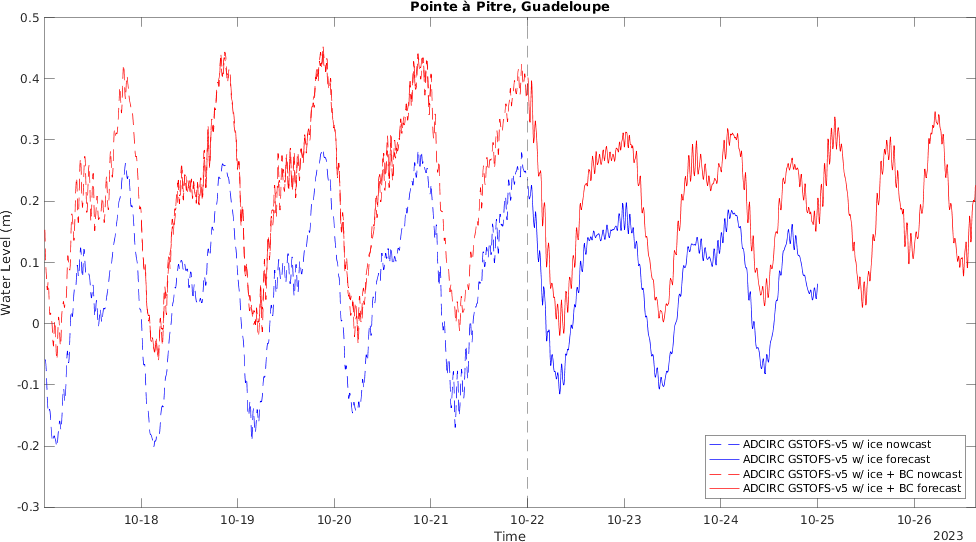 Pointe à Pitre, Guadeloupe
0.5
0.4
0.3
0.2
0.1
0
-0.1
-0.2
-0.3
Water Level (m)
10-18
10-19
10-20
10-21
10-22
10-23
10-24
10-25
10-26
Time
2023
ADCIRC GSTOFS-v5 w/ ice nowcast
ADCIRC GSTOFS-v5 w/ ice forecast
ADCIRC GSTOFS-v5 w/ ice + BC nowcast
ADCIRC GSTOFS-v5 w/ ice + BC forecast